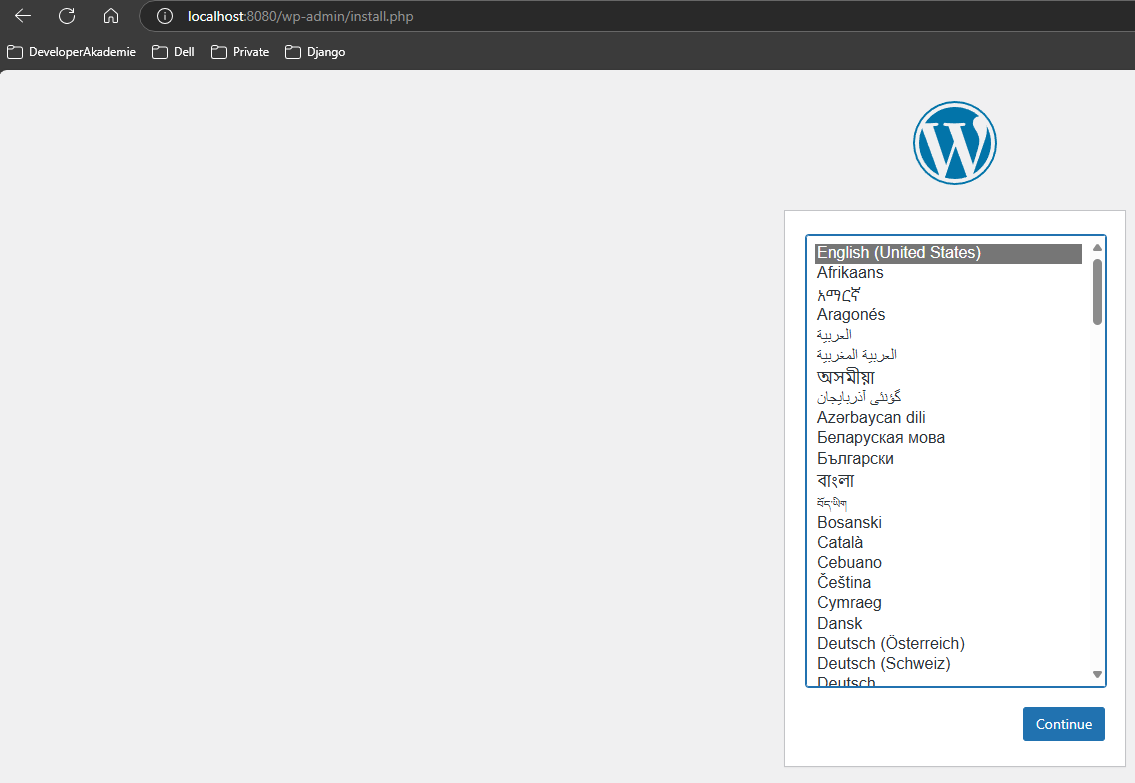 localhost:8080/wp-admin/install.php
DeveloperAkademie Dell Private Django
English (United States)
Afrikaans
አማርኛ
Aragonés
العربية
العربية المغربية
অসমীয়া
گؤنئی آذربایجان
Azərbaycan dili
Беларуская мова
Български
বাংলা
བོད་ཡིག
Bosanski
Català
Cebuano
Čeština
Cymraeg
Dansk
Deutsch (Österreich)
Deutsch (Schweiz)
Deutsch
Continue